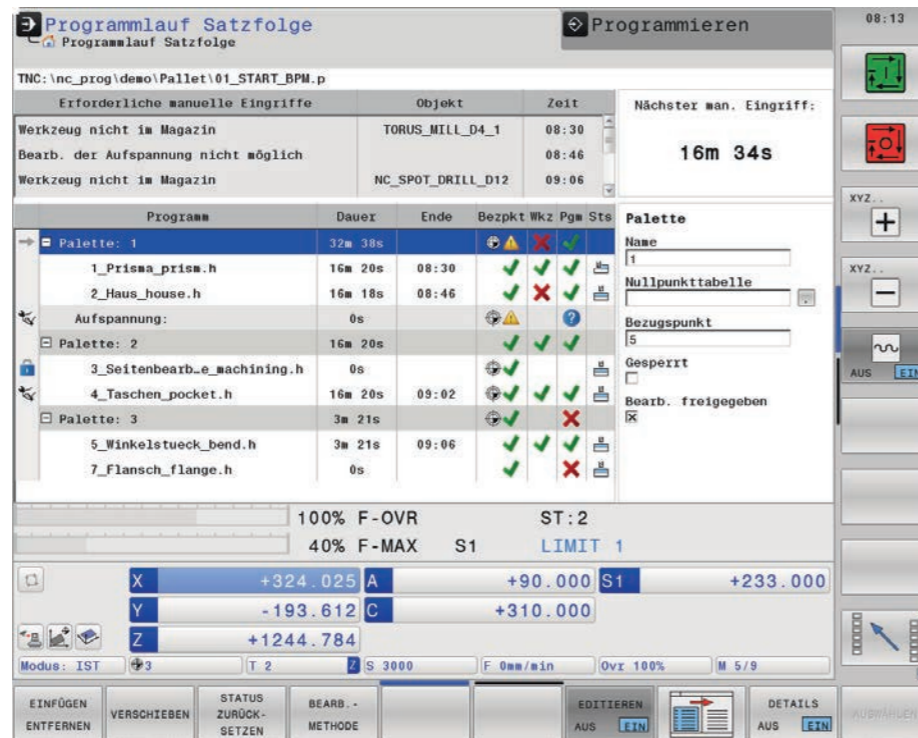 Programmlauf Satzfolge
Programmlauf Satzfolge
Programmieren
08:13
TNC:\nc_prog\demo\Pallet\01_START_BPM.p
Erforderliche manuelle Eingriffe Objekt Zeit
Werkzeug nicht im Magazin TORUS_MILL_D4_1 08:30
Bearb. der Aufspannung nicht möglich 08:46
Werkzeug nicht im Magazin NC_SPOT_DRILL_D12 09:06
Nächster man. Eingriff:
16m 34s
Programm Dauer Ende Bezpkt Wkz Pgm Sts
Palette: 1 32m 38s
1_Prisma_prism.h 16m 20s 08:30
2_Haus_house.h 16m 18s 08:46
Aufspannung: 0s
Palette: 2 16m 20s
3_Seitenbearb…e_machining.h 0s
4_Taschen_pocket.h 16m 20s 09:02
Palette: 3 3m 21s
5_Winkelstueck_bend.h 3m 21s 09:06
7_Flansch_flange.h 0s
Palette
Name
1
Nullpunkttabelle
Bezugspunkt
5
Gesperrt
Bearb. freigegeben
XYZ..
XYZ..
AUS EIN
100% F-OVR ST:2
40% F-MAX S1 LIMIT 1
X +324.025 A +90.000 S1 +233.000
Y -193.612 C +310.000
Z +1244.784
Modus: IST 3 T 2 Z S 3000 F 0mm/min Ovr 100% M 5/9
EINFÜGEN
ENTFERNEN
VERSCHIEBEN
STATUS
ZURÜCK-
SETZEN
BEARB.-
METHODE
EDITIEREN
AUS EIN
DETAILS
AUS EIN
AUSWÄHLEN